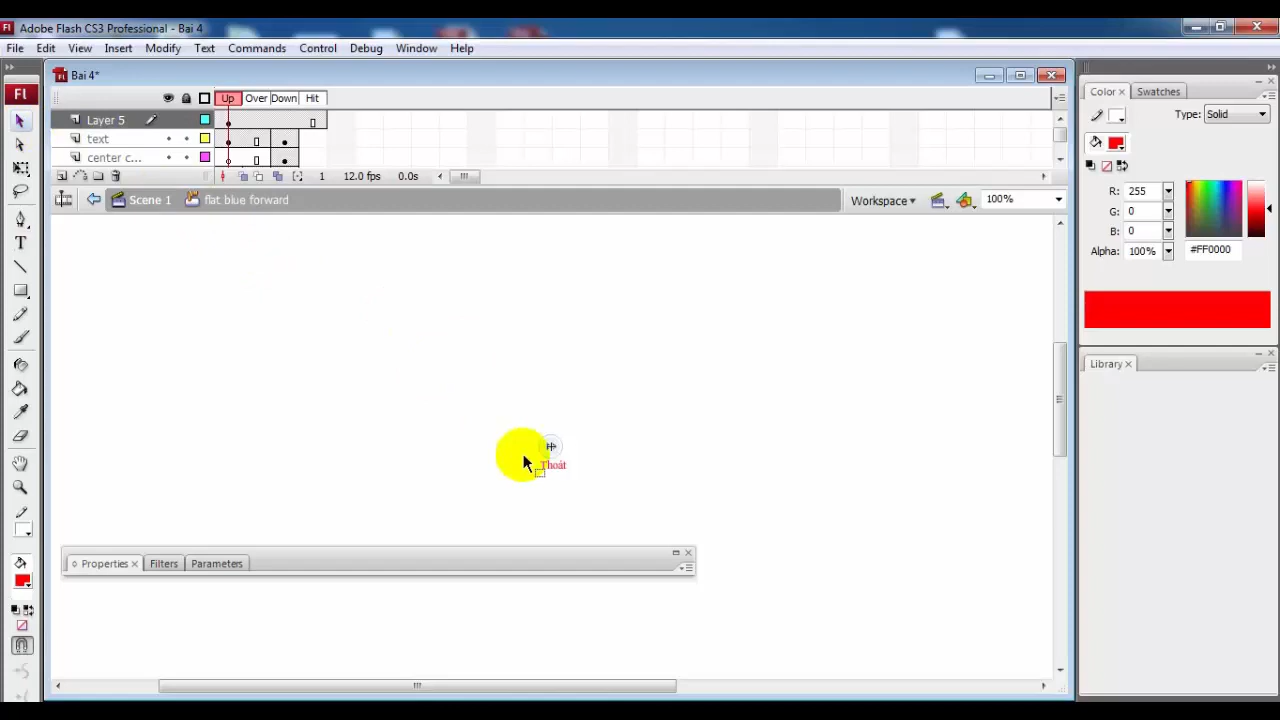 Fl Adobe Flash CS3 Professional - Bai 4
File Edit View Insert Modify Text Commands Control Debug Window Help
Bai 4*
Fl
Up Over Down Hit
Layer 5
text
center c...
1 12.0 fps 0.0s
Scene 1 flat blue forward
Workspace 100%
Thoát
Properties Filters Parameters
Color Swatches
Type: Solid
R: 255
G: 0
B: 0
Alpha: 100% #FF0000
Library